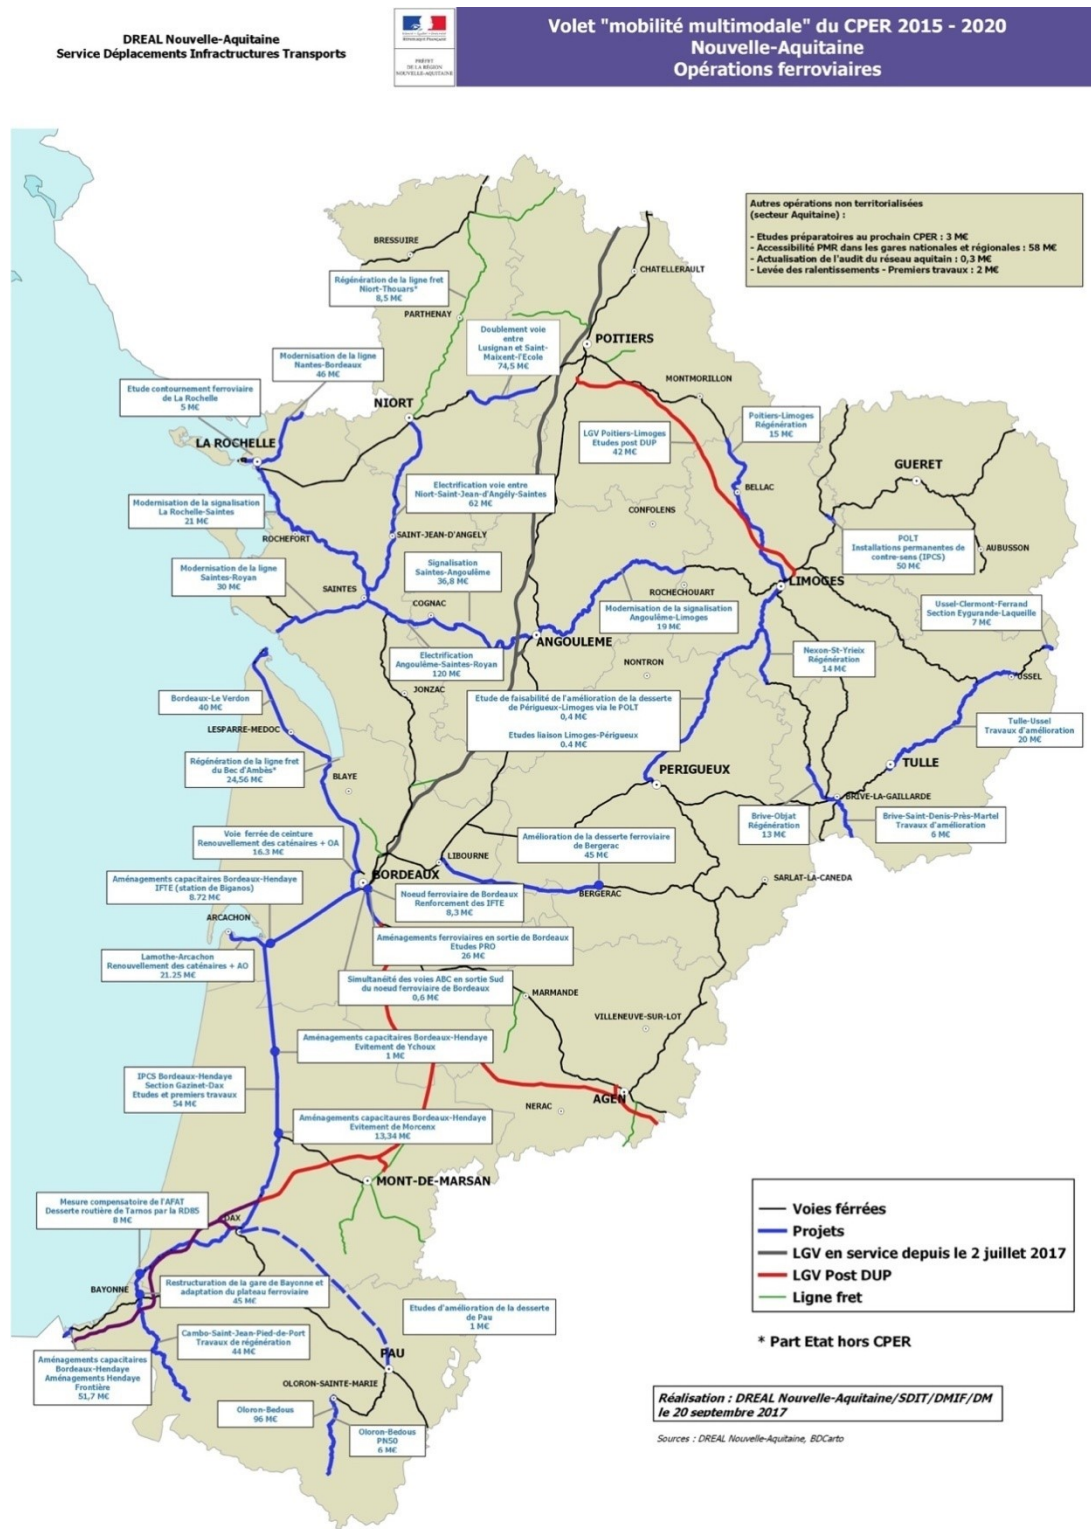 DREAL Nouvelle-Aquitaine
Service Déplacements Infractructures Transports
PRÉFET
DE LA RÉGION
NOUVELLE-AQUITAINE
Volet "mobilité multimodale" du CPER 2015 - 2020
Nouvelle-Aquitaine
Opérations ferroviaires
Autres opérations non territorialisées
(secteur Aquitaine) :
- Etudes préparatoires au prochain CPER : 3 M€
- Accessibilité PMR dans les gares nationales et régionales : 58 M€
- Actualisation de l'audit du réseau aquitain : 0,3 M€
- Levée des ralentissements - Premiers travaux : 2 M€
BRESSUIRE
CHATELLERAULT
Régénération de la ligne fret
Niort-Thouars*
8,5 M€
PARTHENAY
Doublement voie
entre
Lusignan et Saint-
Maixent-l'Ecole
74,5 M€
POITIERS
Modernisation de la ligne
Nantes-Bordeaux
46 M€
MONTMORILLON
Etude contournement ferroviaire
de La Rochelle
5 M€
NIORT
Poitiers-Limoges
Régénération
15 M€
LA ROCHELLE
LGV Poitiers-Limoges
Etudes post DUP
42 M€
GUERET
Electrification voie entre
Niort-Saint-Jean-d'Angély-Saintes
62 M€
BELLAC
Modernisation de la signalisation
La Rochelle-Saintes
21 M€
CONFOLENS
ROCHEFORT
SAINT-JEAN-D'ANGELY
POLT
Installations permanentes de
contre-sens (IPCS)
50 M€
AUBUSSON
Modernisation de la ligne
Saintes-Royan
30 M€
Signalisation
Saintes-Angoulême
36,8 M€
LIMOGES
ROCHECHOUART
SAINTES
COGNAC
Modernisation de la signalisation
Angoulême-Limoges
19 M€
Ussel-Clermont-Ferrand
Section Eygurande-Laqueille
7 M€
ANGOULEME
Electrification
Angoulême-Saintes-Royan
120 M€
Nexon-St-Yrieix
Régénération
14 M€
NONTRON
USSEL
JONZAC
Bordeaux-Le Verdon
40 M€
Etude de faisabilité de l'amélioration de la desserte
de Périgueux-Limoges via le POLT
0,4 M€
Etudes liaison Limoges-Périgueux
0.4 M€
Tulle-Ussel
Travaux d'amélioration
20 M€
LESPARRE-MEDOC
Régénération de la ligne fret
du Bec d'Ambès*
24,56 M€
TULLE
PERIGUEUX
BLAYE
BRIVE-LA-GAILLARDE
Brive-Objat
Régénération
13 M€
Brive-Saint-Denis-Près-Martel
Travaux d'amélioration
6 M€
Voie ferrée de ceinture
Renouvellement des caténaires + OA
16.3 M€
Amélioration de la desserte ferroviaire
de Bergerac
45 M€
LIBOURNE
BORDEAUX
SARLAT-LA-CANEDA
Aménagements capacitaires Bordeaux-Hendaye
IFTE (station de Biganos)
8.72 M€
Noeud ferroviaire de Bordeaux
Renforcement des IFTE
8,3 M€
BERGERAC
ARCACHON
Aménagements ferroviaires en sortie de Bordeaux
Etudes PRO
26 M€
Lamothe-Arcachon
Renouvellement des caténaires + AO
21.25 M€
Simultanéité des voies ABC en sortie Sud
du noeud ferroviaire de Bordeaux
0,6 M€
MARMANDE
VILLENEUVE-SUR-LOT
Aménagements capacitaires Bordeaux-Hendaye
Evitement de Ychoux
1 M€
IPCS Bordeaux-Hendaye
Section Gazinet-Dax
Etudes et premiers travaux
54 M€
AGEN
NERAC
Aménagements capacitaures Bordeaux-Hendaye
Evitement de Morcenx
13,34 M€
MONT-DE-MARSAN
Mesure compensatoire de l'AFAT
Desserte routière de Tarnos par la RD85
8 M€
DAX
Voies férrées
Projets
LGV en service depuis le 2 juillet 2017
LGV Post DUP
Ligne fret
* Part Etat hors CPER
BAYONNE
Restructuration de la gare de Bayonne et
adaptation du plateau ferroviaire
45 M€
Etudes d'amélioration de la desserte
de Pau
1 M€
Cambo-Saint-Jean-Pied-de-Port
Travaux de régénération
44 M€
Aménagements capacitaires
Bordeaux-Hendaye
Aménagements Hendaye
Frontière
51,7 M€
PAU
OLORON-SAINTE-MARIE
Oloron-Bedous
96 M€
Oloron-Bedous
PN50
6 M€
Réalisation : DREAL Nouvelle-Aquitaine/SDIT/DMIF/DM
le 20 septembre 2017
Sources : DREAL Nouvelle-Aquitaine, BDCarto